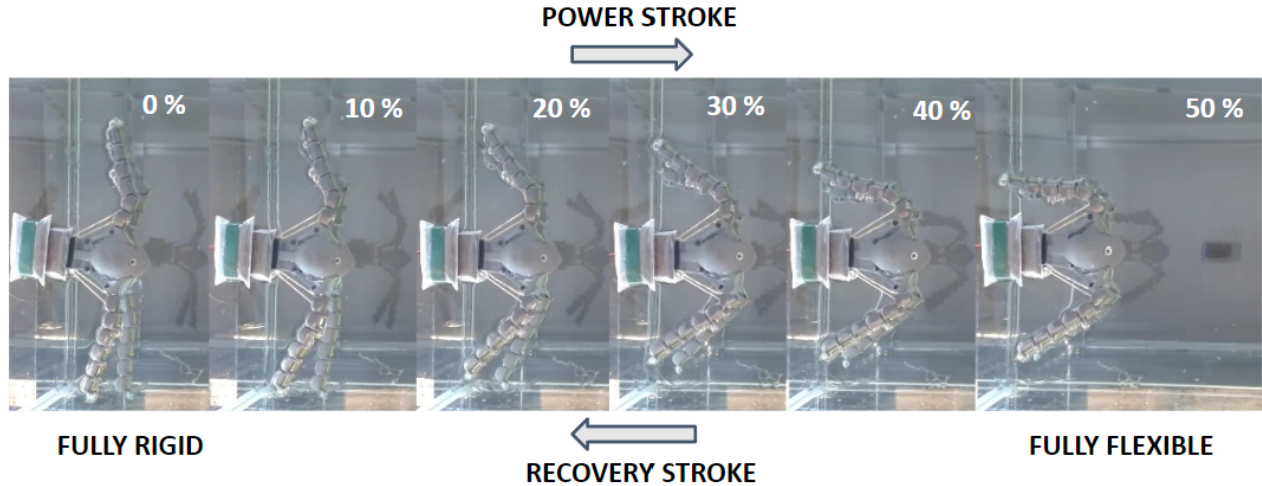 POWER STROKE
0 %
10 %
20 %
30 %
40 %
50 %
FULLY RIGID
FULLY FLEXIBLE
RECOVERY STROKE